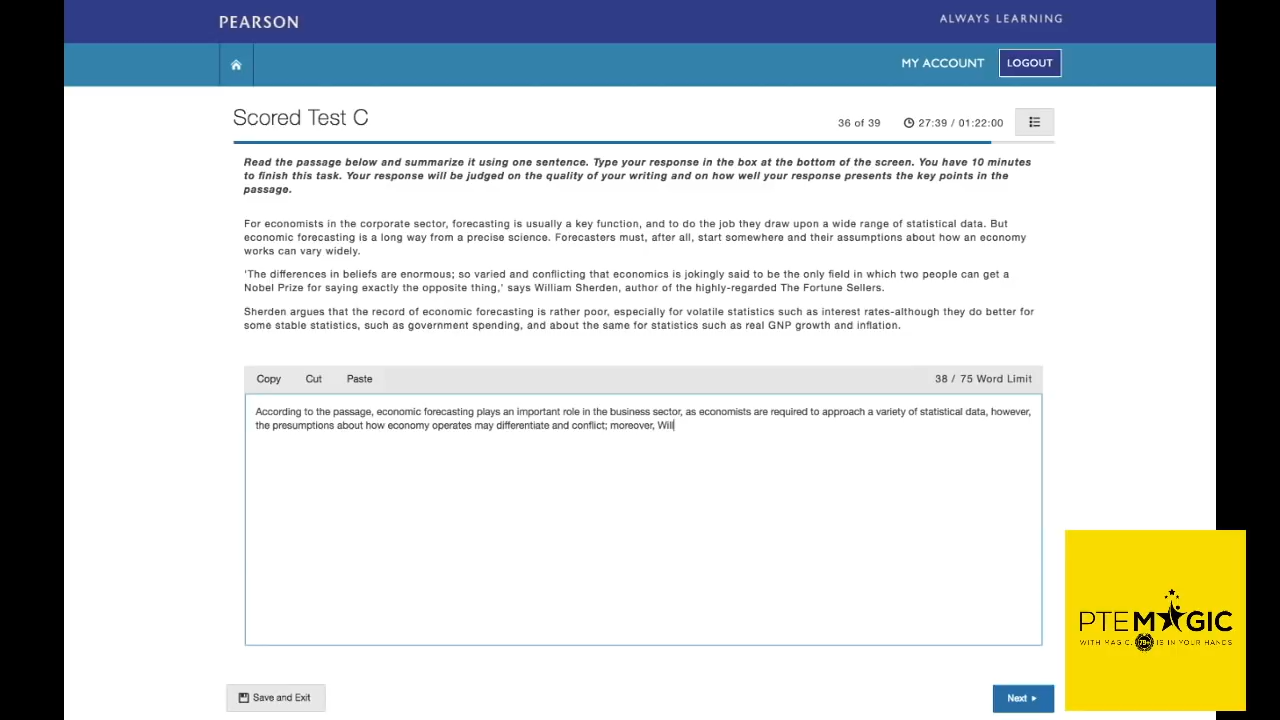 PEARSON
ALWAYS LEARNING
MY ACCOUNT
LOGOUT
Scored Test C
36 of 39
27:39 / 01:22:00
Read the passage below and summarize it using one sentence. Type your response in the box at the bottom of the screen. You have 10 minutes
to finish this task. Your response will be judged on the quality of your writing and on how well your response presents the key points in the
passage.
For economists in the corporate sector, forecasting is usually a key function, and to do the job they draw upon a wide range of statistical data. But
economic forecasting is a long way from a precise science. Forecasters must, after all, start somewhere and their assumptions about how an economy
works can vary widely.
'The differences in beliefs are enormous; so varied and conflicting that economics is jokingly said to be the only field in which two people can get a
Nobel Prize for saying exactly the opposite thing,' says William Sherden, author of the highly-regarded The Fortune Sellers.
Sherden argues that the record of economic forecasting is rather poor, especially for volatile statistics such as interest rates-although they do better for
some stable statistics, such as government spending, and about the same for statistics such as real GNP growth and inflation.
Copy Cut Paste
38 / 75 Word Limit
According to the passage, economic forecasting plays an important role in the business sector, as economists are required to approach a variety of statistical data, however,
the presumptions about how economy operates may differentiate and conflict; moreover, Will
Save and Exit
Next
PTEMAGIC
WITH MAGIC, 79+ IS IN YOUR HANDS